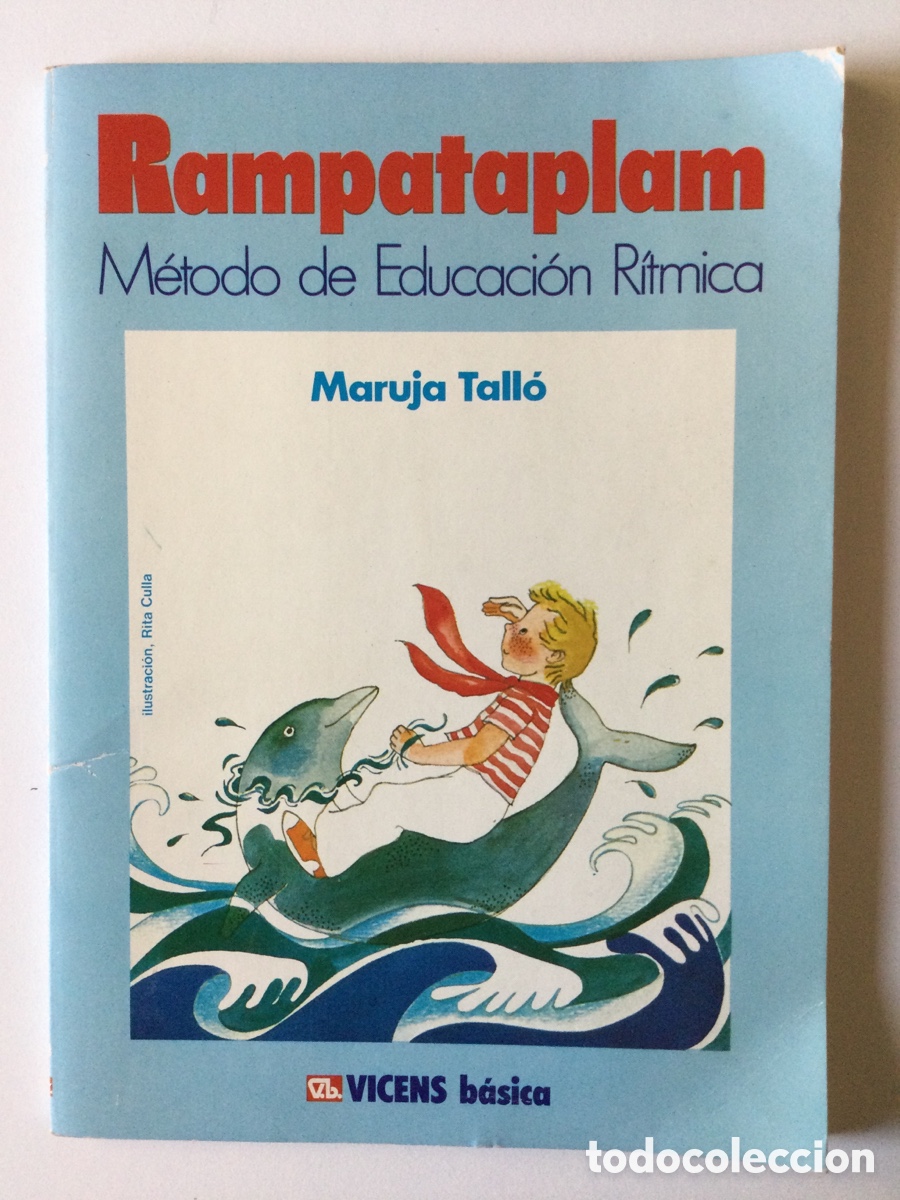 Rampataplam
Método de Educación Rítmica
Maruja Talló
ilustración, Rita Culla
V.b. VICENS básica
todocoleccion